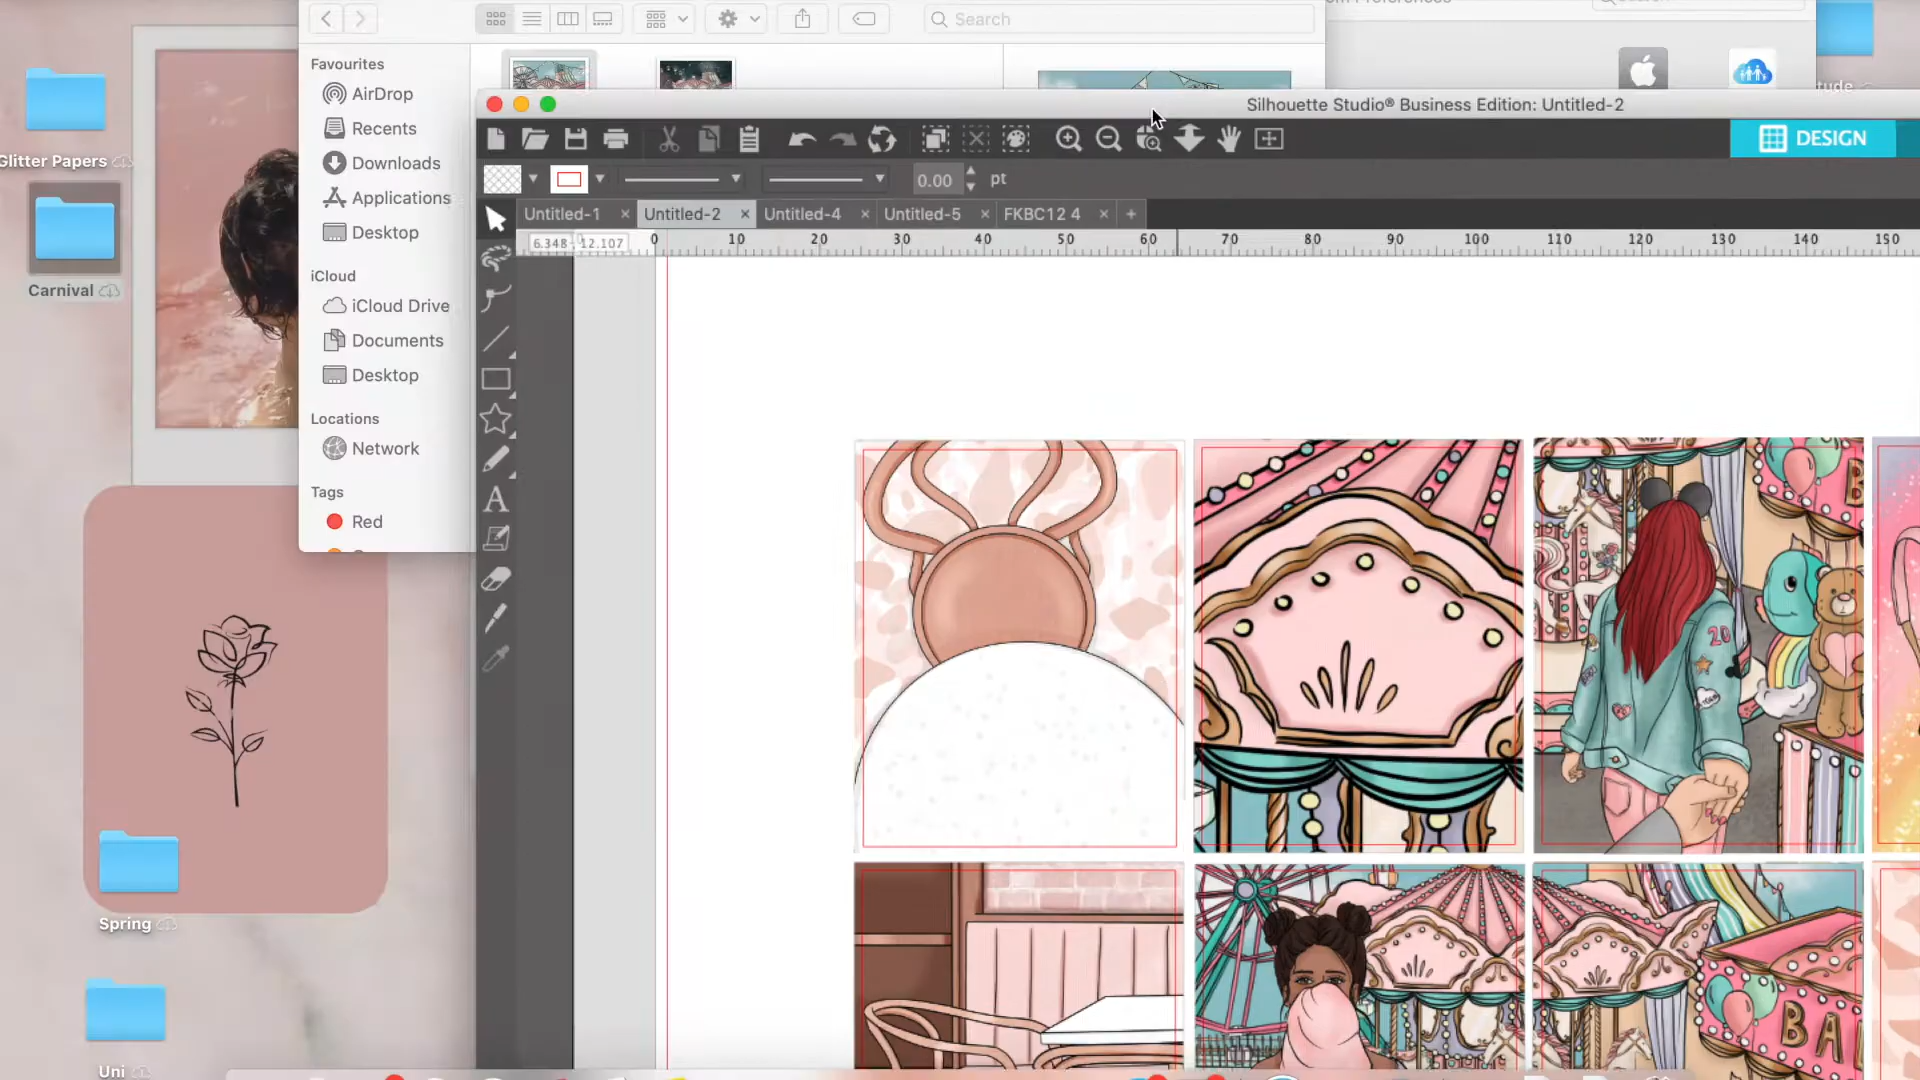 Search
Favourites
AirDrop
Recents
Downloads
Applications
Desktop
iCloud
iCloud Drive
Documents
Desktop
Locations
Network
Tags
Red
Glitter Papers
Carnival
Spring
Uni
Silhouette Studio® Business Edition: Untitled-2
DESIGN
0.00 pt
Untitled-1
Untitled-2
Untitled-4
Untitled-5
FKBC12 4
6.348 12.107
0 10 20 30 40 50 60 70 80 90 100 110 120 130 140 150
A
20
B
BA